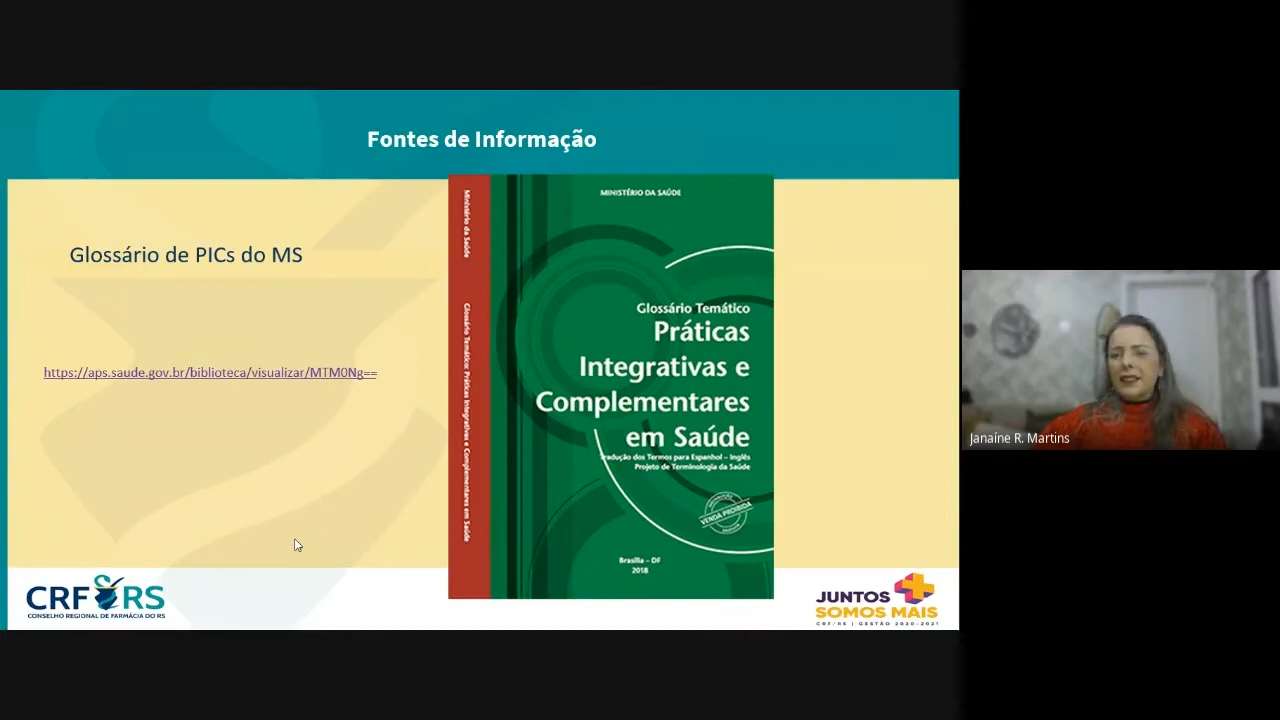 Fontes de Informação
Glossário de PICs do MS
https://aps.saude.gov.br/biblioteca/visualizar/MTM0Ng==
Ministério da Saúde
Glossário Temático: Práticas Integrativas e Complementares em Saúde
MINISTÉRIO DA SAÚDE
Glossário Temático
Práticas
Integrativas e
Complementares
em Saúde
Tradução dos Termos para Espanhol – Inglês
Projeto de Terminologia da Saúde
VENDA PROIBIDA
Brasília – DF
2018
CRF RS
CONSELHO REGIONAL DE FARMÁCIA DO RS
JUNTOS
SOMOS MAIS
CRF/RS | GESTÃO 2020-2021
Janaíne R. Martins